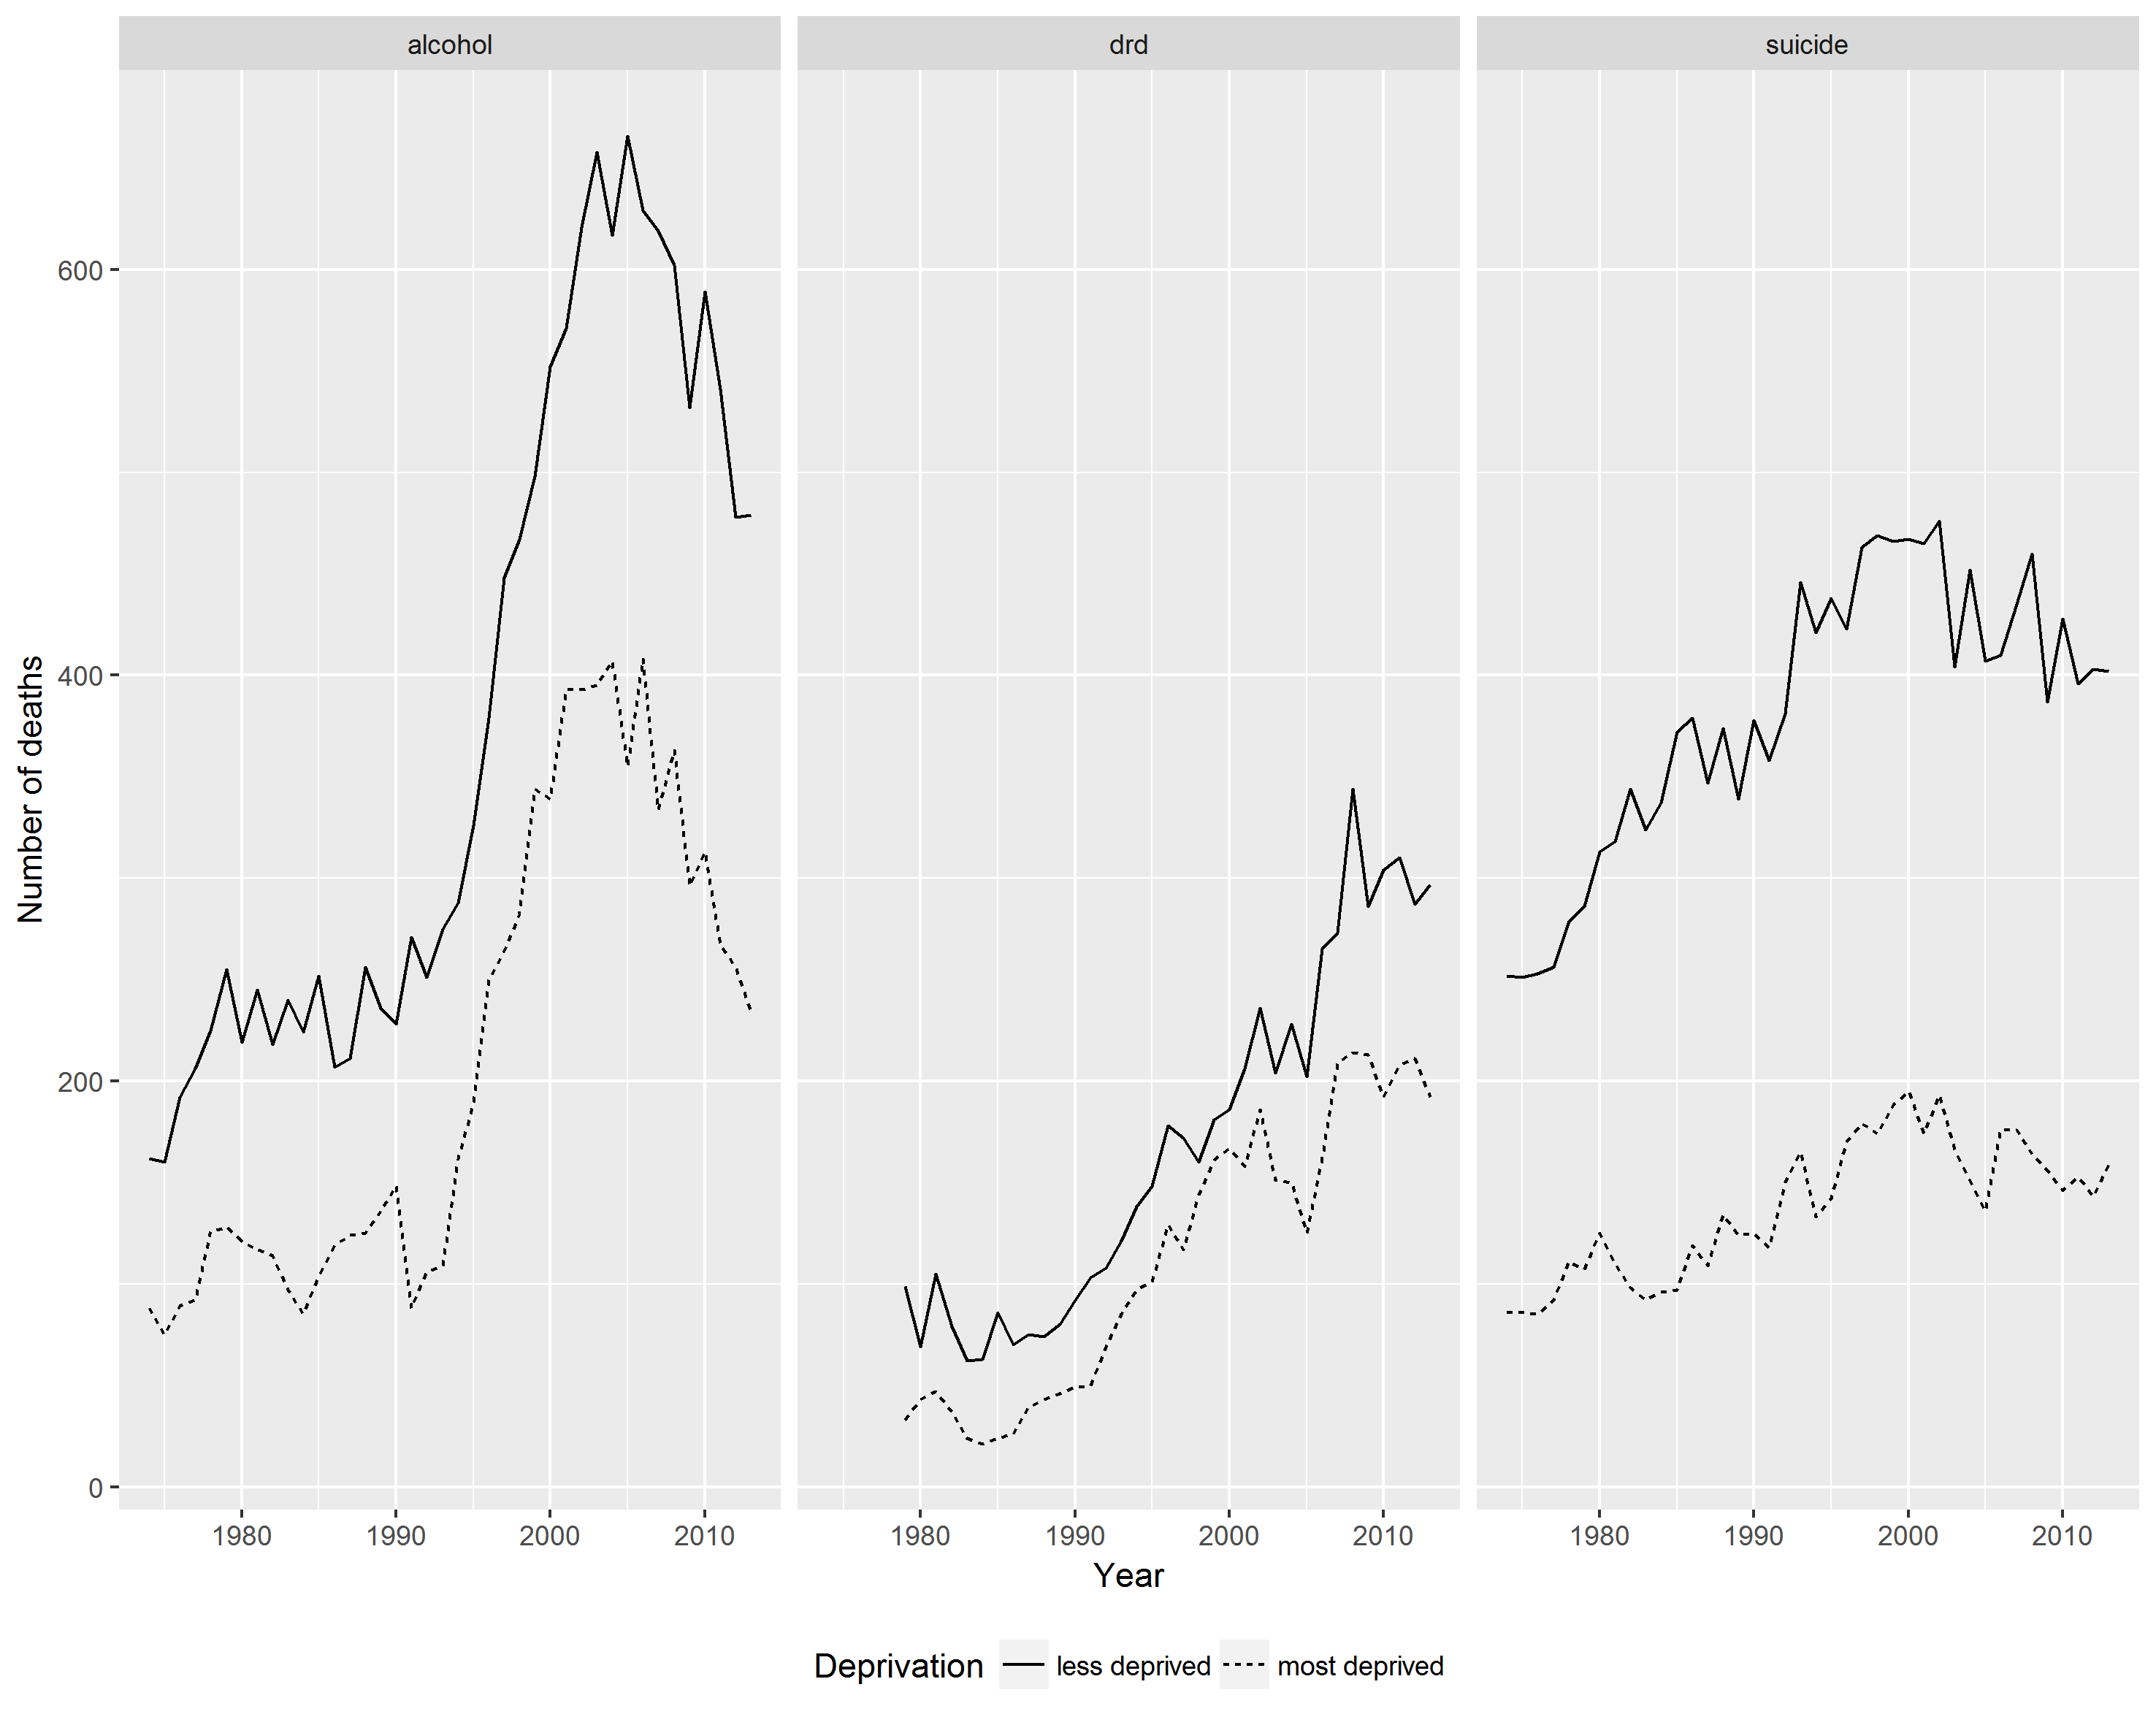 alcohol drd suicide
Number of deaths
600
400
200
0
1980 1990 2000 2010 1980 1990 2000 2010 1980 1990 2000 2010
Year
Deprivation less deprived most deprived